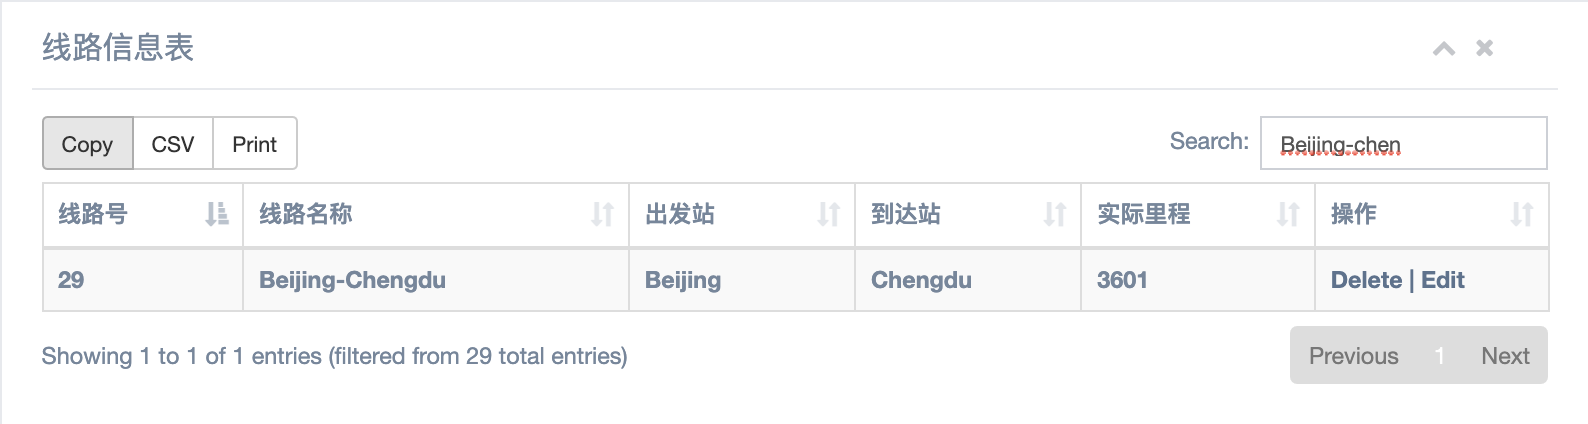 线路信息表
Copy CSV Print Search: Beijing-chen
线路号 线路名称 出发站 到达站 实际里程 操作
29 Beijing-Chengdu Beijing Chengdu 3601 Delete | Edit
Showing 1 to 1 of 1 entries (filtered from 29 total entries) Previous 1 Next